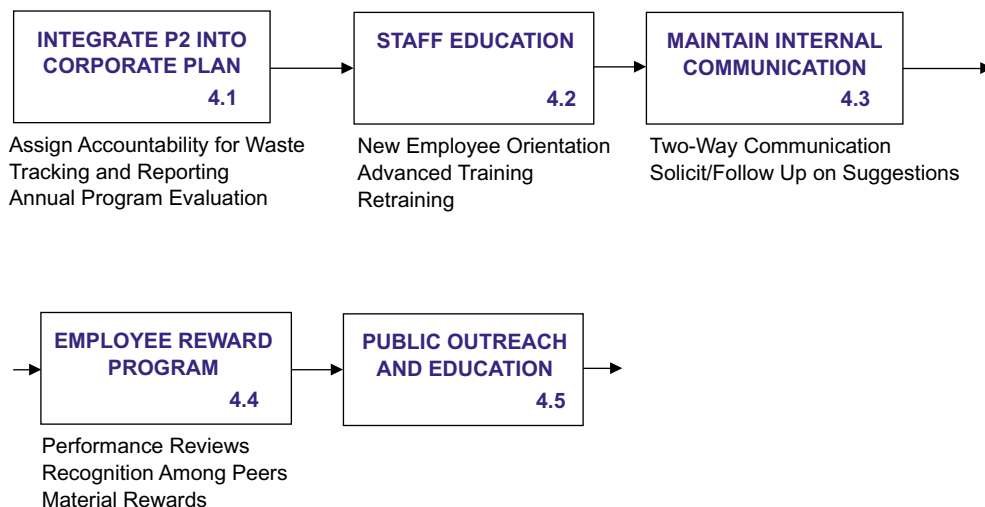 INTEGRATE P2 INTO
CORPORATE PLAN
4.1
Assign Accountability for Waste
Tracking and Reporting
Annual Program Evaluation
STAFF EDUCATION
4.2
New Employee Orientation
Advanced Training
Retraining
MAINTAIN INTERNAL
COMMUNICATION
4.3
Two-Way Communication
Solicit/Follow Up on Suggestions
EMPLOYEE REWARD
PROGRAM
4.4
Performance Reviews
Recognition Among Peers
Material Rewards
PUBLIC OUTREACH
AND EDUCATION
4.5